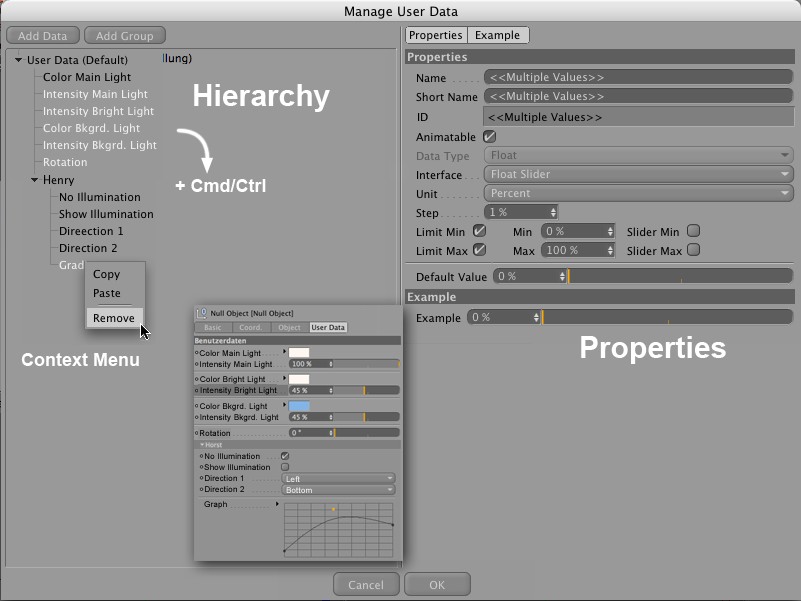 Manage User Data
Add Data
Add Group
User Data (Default)
llung)
Color Main Light
Intensity Main Light
Intensity Bright Light
Color Bkgrd. Light
Intensity Bkgrd. Light
Rotation
Henry
No Illumination
Show Illumination
Direection 1
Direction 2
Grad
Copy
Paste
Remove
Hierarchy
+ Cmd/Ctrl
Context Menu
Null Object [Null Object]
Basic Coord. Object User Data
Benutzerdaten
Color Main Light
Intensity Main Light 100 %
Color Bright Light
Intensity Bright Light 45 %
Color Bkgrd. Light
Intensity Bkgrd. Light 45 %
Rotation 0 °
Horst
No Illumination
Show Illumination
Direction 1 Left
Direction 2 Bottom
Graph
Properties Example
Properties
Name <<Multiple Values>>
Short Name <<Multiple Values>>
ID <<Multiple Values>>
Animatable
Data Type Float
Interface Float Slider
Unit Percent
Step 1 %
Limit Min Min 0 % Slider Min
Limit Max Max 100 % Slider Max
Default Value 0 %
Example
Example 0 %
Properties
Cancel
OK